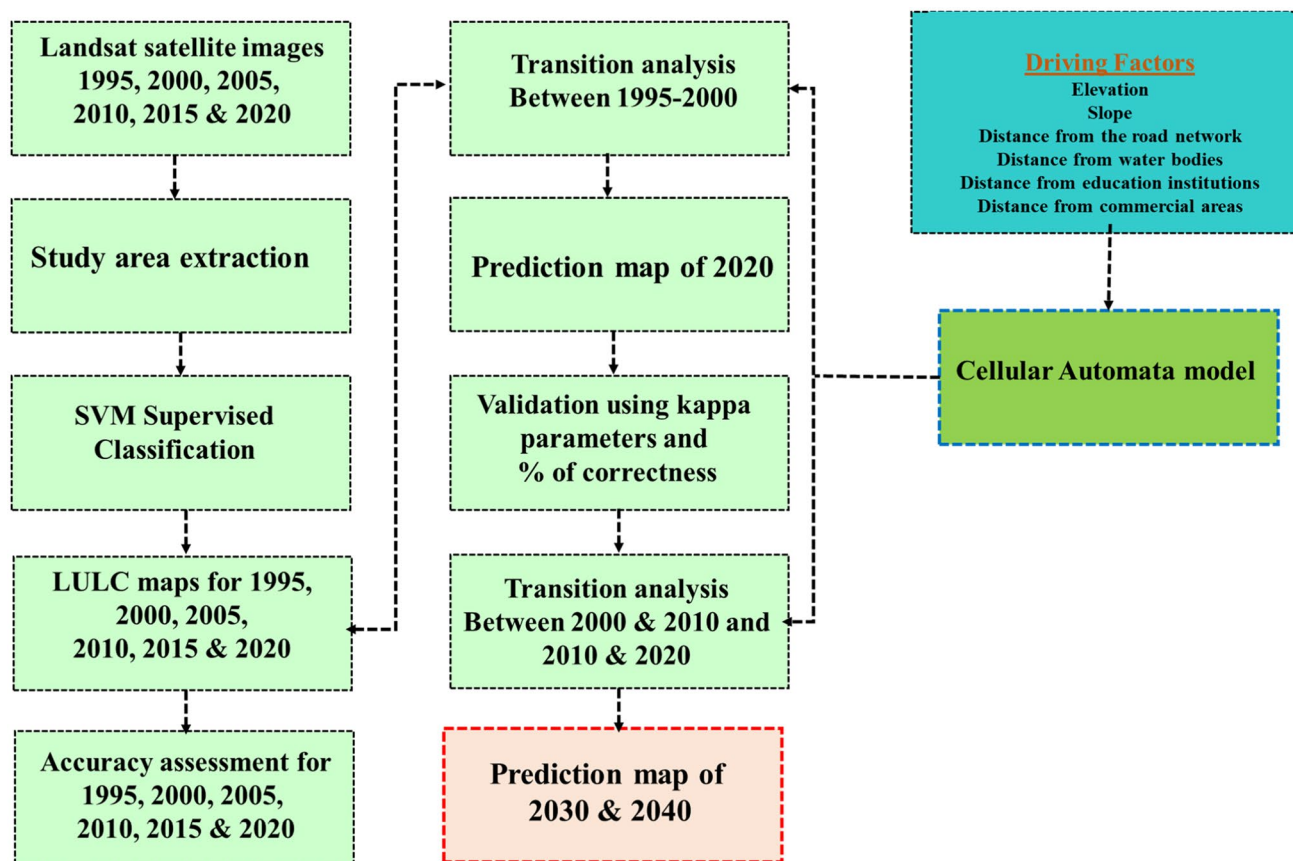 Landsat satellite images
1995, 2000, 2005,
2010, 2015 & 2020
Study area extraction
SVM Supervised
Classification
LULC maps for 1995,
2000, 2005,
2010, 2015 & 2020
Accuracy assessment for
1995, 2000, 2005,
2010, 2015 & 2020
Transition analysis
Between 1995-2000
Prediction map of 2020
Validation using kappa
parameters and
% of correctness
Transition analysis
Between 2000 & 2010 and
2010 & 2020
Prediction map of
2030 & 2040
Driving Factors
Elevation
Slope
Distance from the road network
Distance from water bodies
Distance from education institutions
Distance from commercial areas
Cellular Automata model